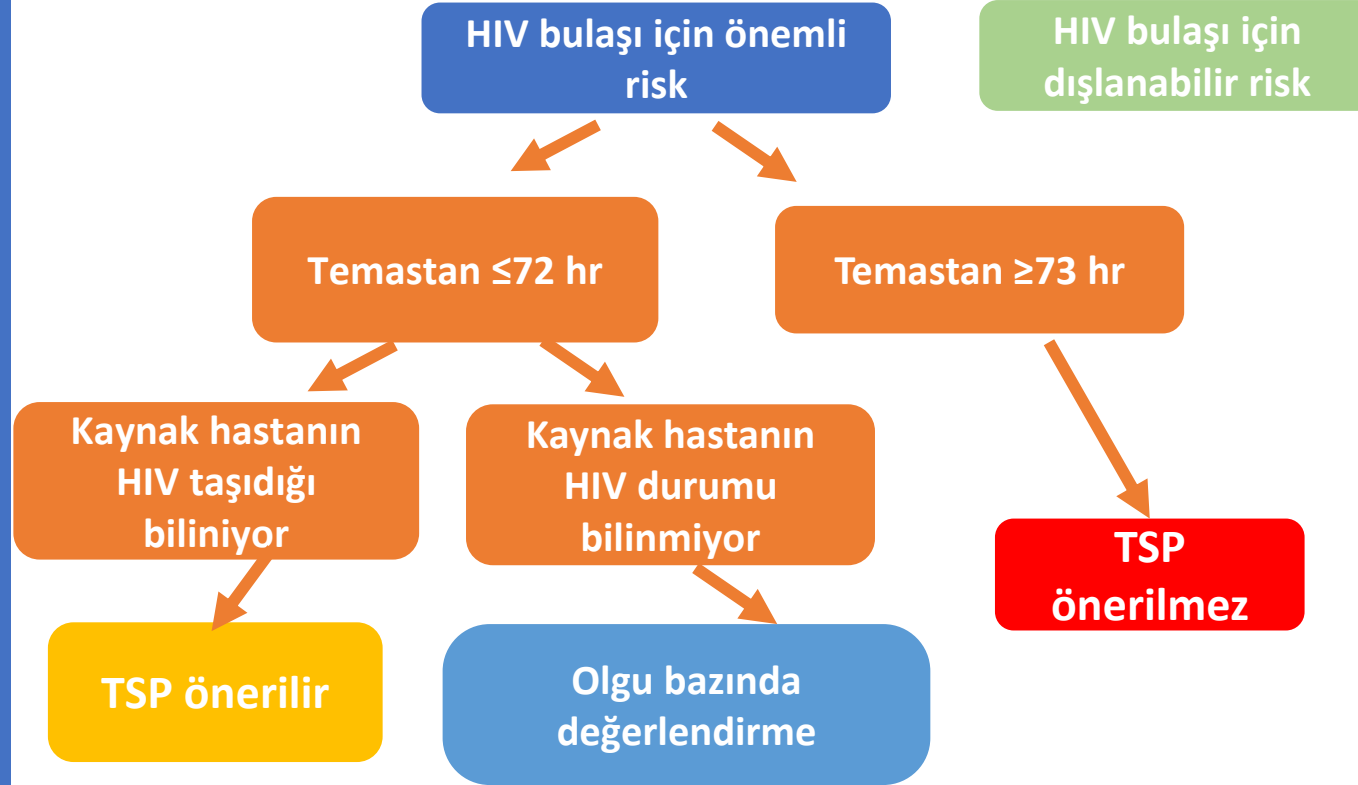 HIV bulaşı için önemli
risk
HIV bulaşı için
dışlanabilir risk
Temastan ≤72 hr
Temastan ≥73 hr
Kaynak hastanın
HIV taşıdığı
biliniyor
Kaynak hastanın
HIV durumu
bilinmiyor
TSP
önerilmez
TSP önerilir
Olgu bazında
değerlendirme